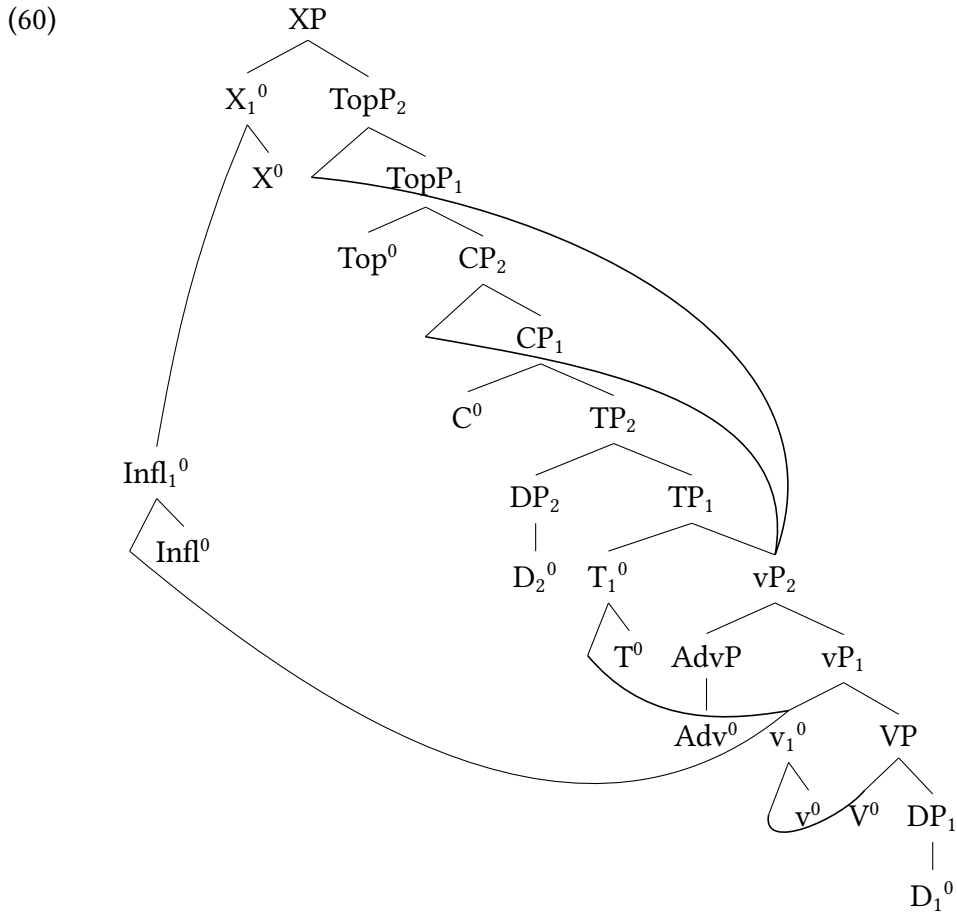 (60) XP
X₁⁰ TopP₂
X⁰ TopP₁
Top⁰ CP₂
CP₁
C⁰ TP₂
Infl₁⁰ DP₂ TP₁
Infl⁰ D₂⁰ T₁⁰ vP₂
T⁰ AdvP vP₁
Adv⁰ v₁⁰ VP
v⁰ V⁰ DP₁
D₁⁰